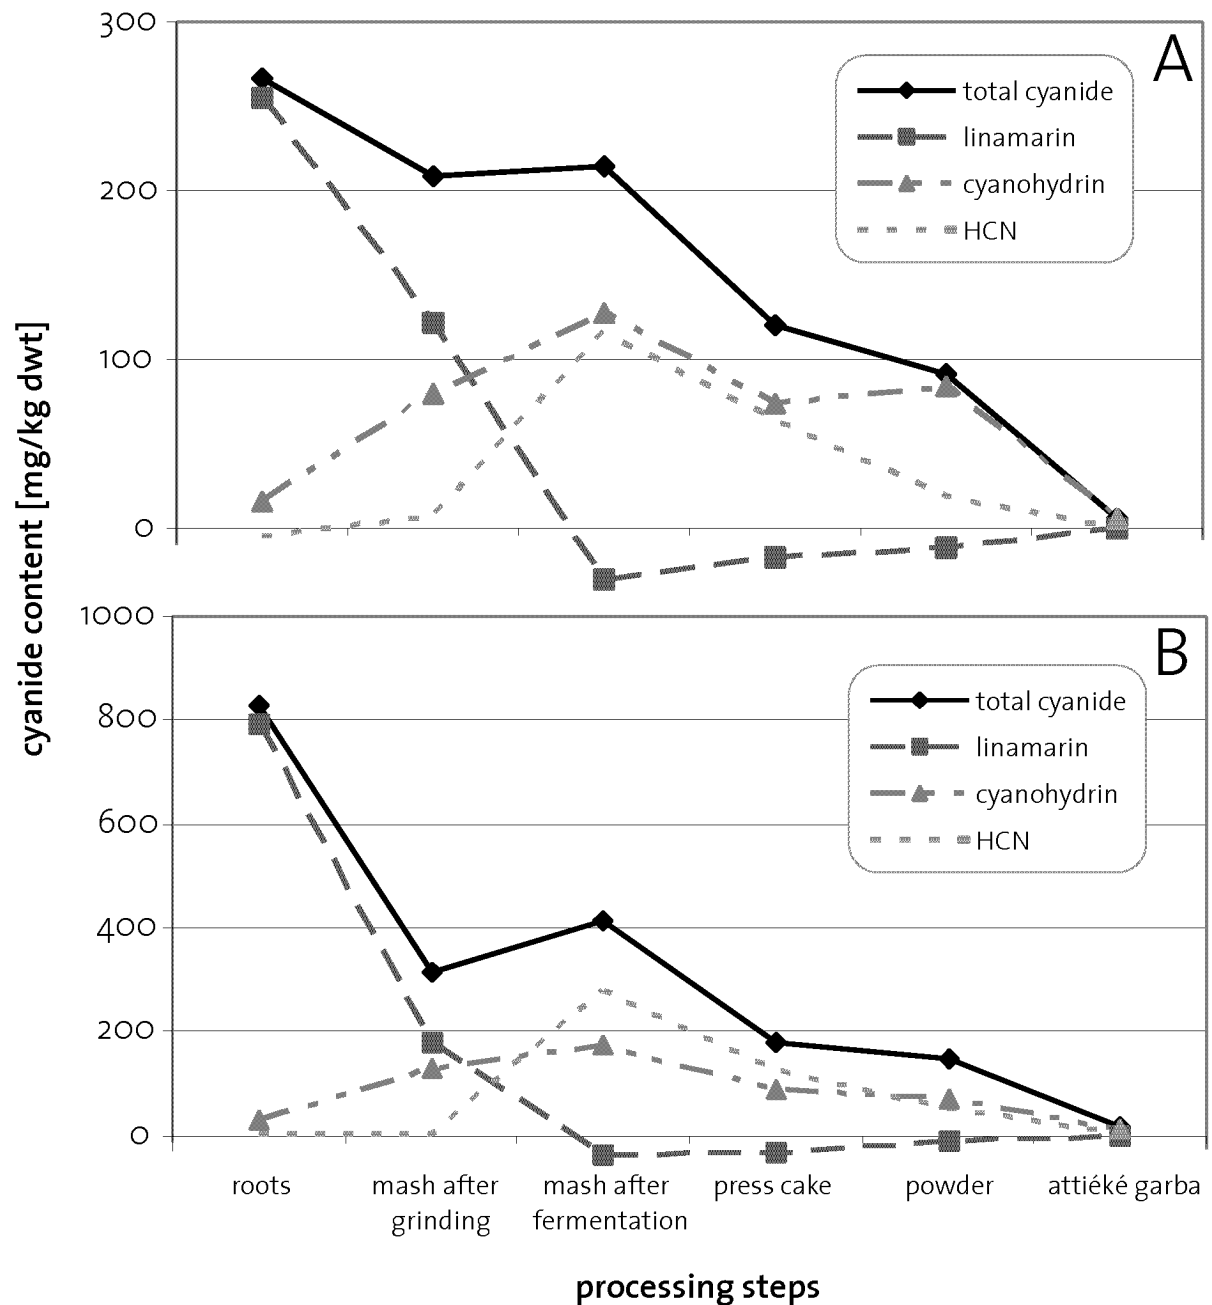 cyanide content [mg/kg dwt]
A
300
200
100
0
total cyanide
linamarin
cyanohydrin
HCN
B
1000
800
600
400
200
0
total cyanide
linamarin
cyanohydrin
HCN
roots
mash after
grinding
mash after
fermentation
press cake
powder
attiéké garba
processing steps